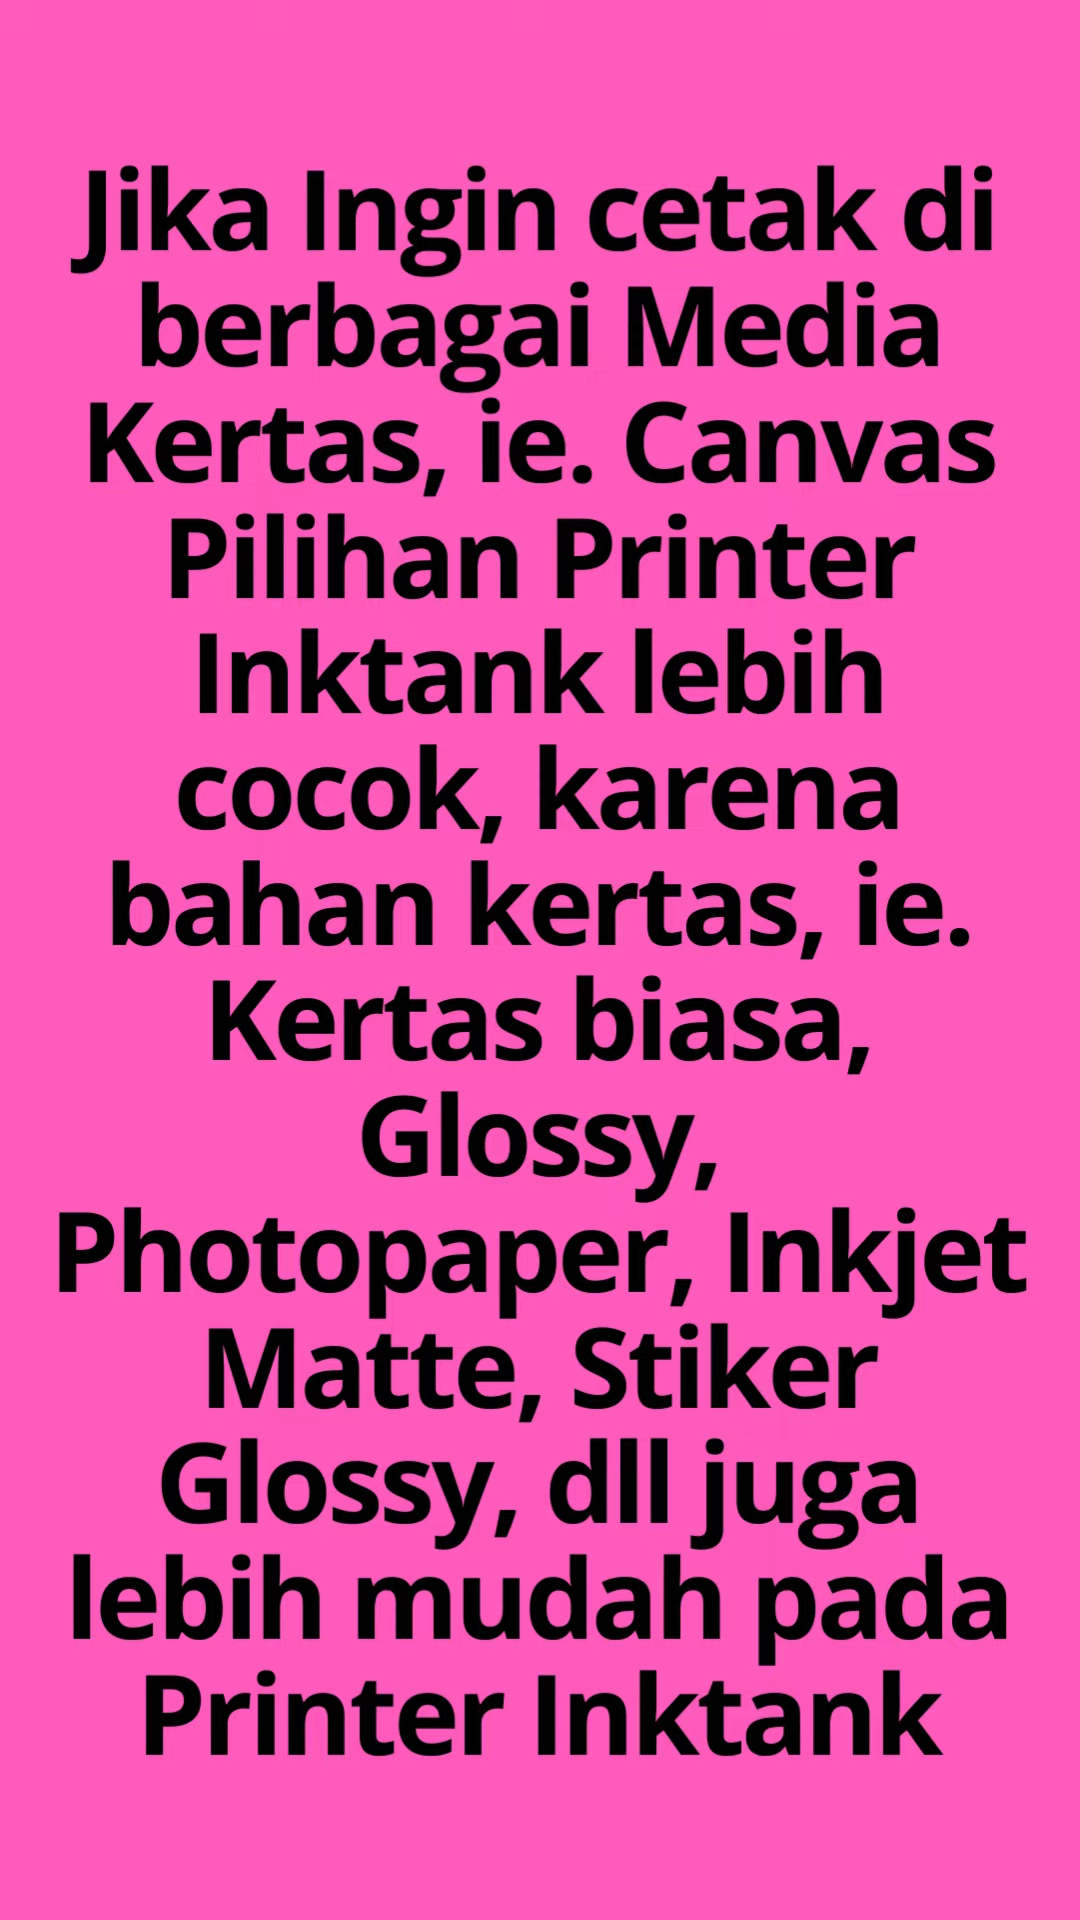 Jika Ingin cetak di
berbagai Media
Kertas, ie. Canvas
Pilihan Printer
Inktank lebih
cocok, karena
bahan kertas, ie.
Kertas biasa,
Glossy,
Photopaper, Inkjet
Matte, Stiker
Glossy, dll juga
lebih mudah pada
Printer Inktank